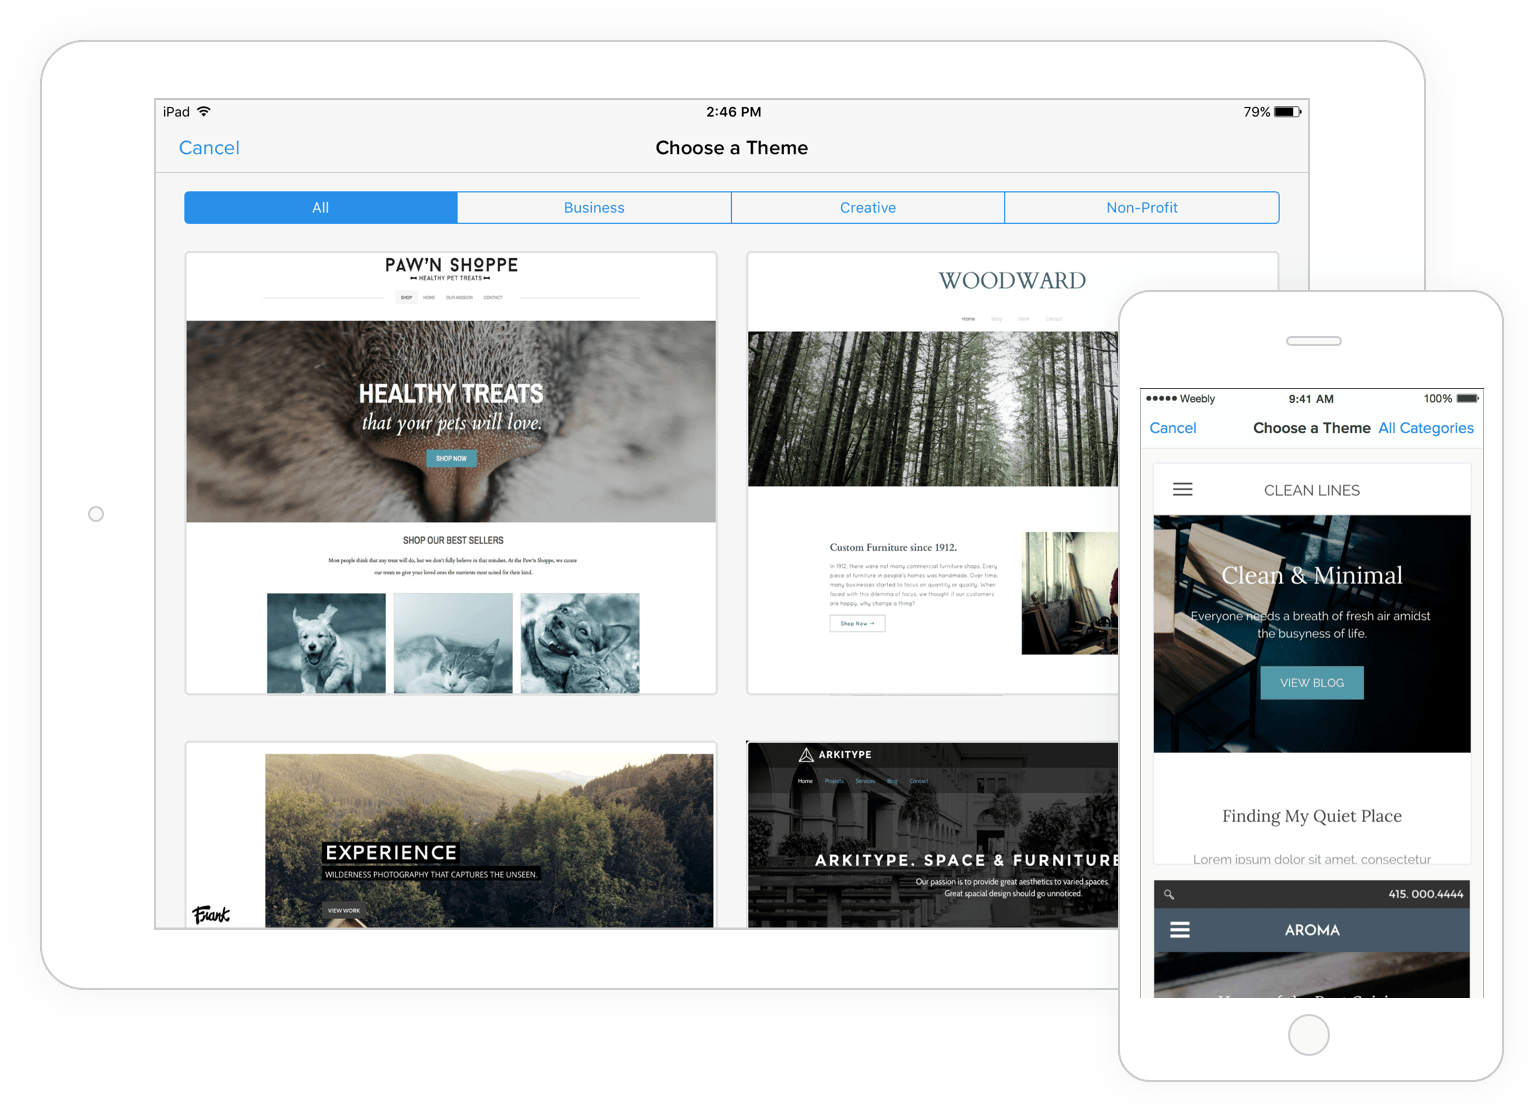 iPad
2:46 PM
79%
Cancel
Choose a Theme
All
Business
Creative
Non-Profit
PAW'N SHOPPE
HEALTHY PET TREATS
SHOP HOME OUR MISSION CONTACT
HEALTHY TREATS
that your pets will love.
SHOP NOW
SHOP OUR BEST SELLERS
Most people think that any treat will do, but we don't fully believe in that mindset. At the Paw'n Shoppe, we curate
our treats to give your loved ones the nutrients most suited for their kind.
WOODWARD
Home Story Store Contact
Custom Furniture since 1912.
In 1912, there were not many commercial furniture shops. Every
piece of furniture in people's homes was handmade. Over time,
many businesses started to focus on quantity or quality. When
faced with this dilemma of focus, we thought it our customers
are happy, why change a thing?
Shop Now →
EXPERIENCE
WILDERNESS PHOTOGRAPHY THAT CAPTURES THE UNSEEN.
VIEW WORK
Frank
ARKITYPE
Home Projects Services Blog Contact
ARKITYPE. SPACE & FURNITURE
Our passion is to provide great aesthetics to varied spaces.
Great spacial design should go unnoticed.
Weebly
9:41 AM
100%
Cancel
Choose a Theme
All Categories
CLEAN LINES
Clean & Minimal
Everyone needs a breath of fresh air amidst
the busyness of life.
VIEW BLOG
Finding My Quiet Place
Lorem ipsum dolor sit amet, consectetur
415. 000.4444
AROMA